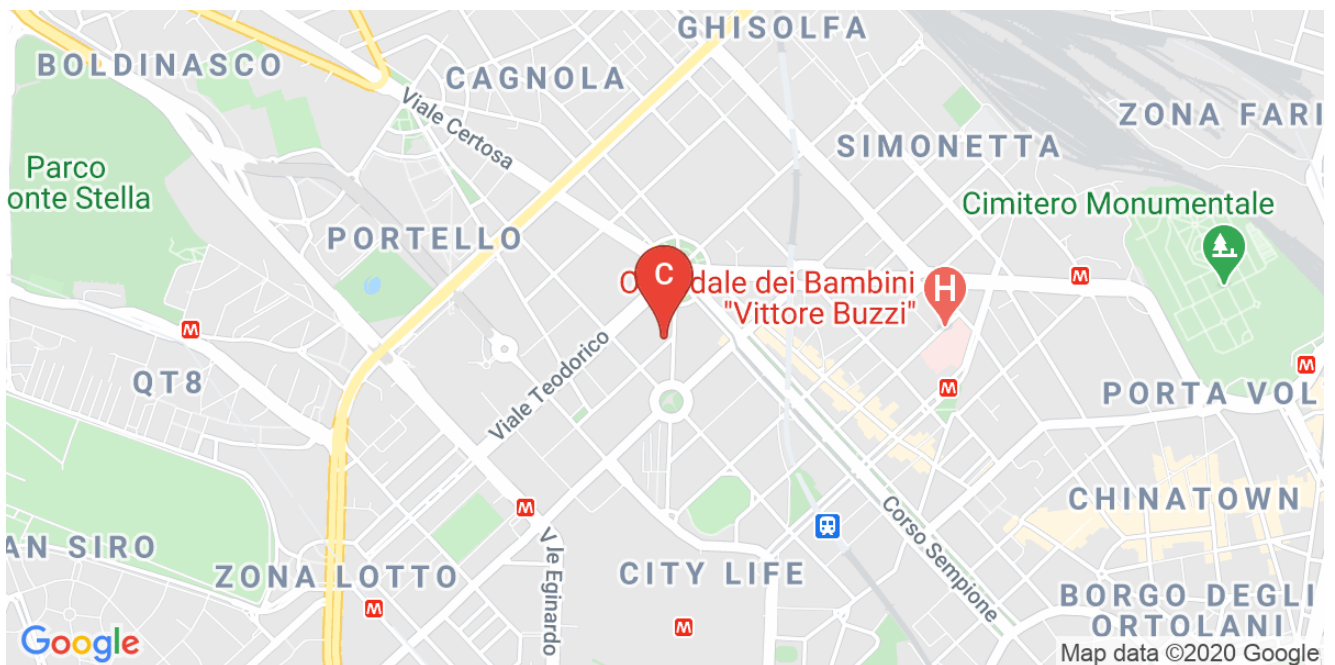 GHISOLFA
BOLDINASCO
CAGNOLA
Viale Certosa
ZONA FARI
SIMONETTA
Parco
onte Stella
Cimitero Monumentale
PORTELLO
C
dale dei Bambini
"Vittore Buzzi"
H
M
M
M
QT8
Viale Teodorico
M
PORTA VOL
CHINATOWN
M
V.le Eginardo
Corso Sempione
AN SIRO
ZONA LOTTO
CITY LIFE
BORGO DEGLI
ORTOLANI
M
M
Google
Map data ©2020 Google